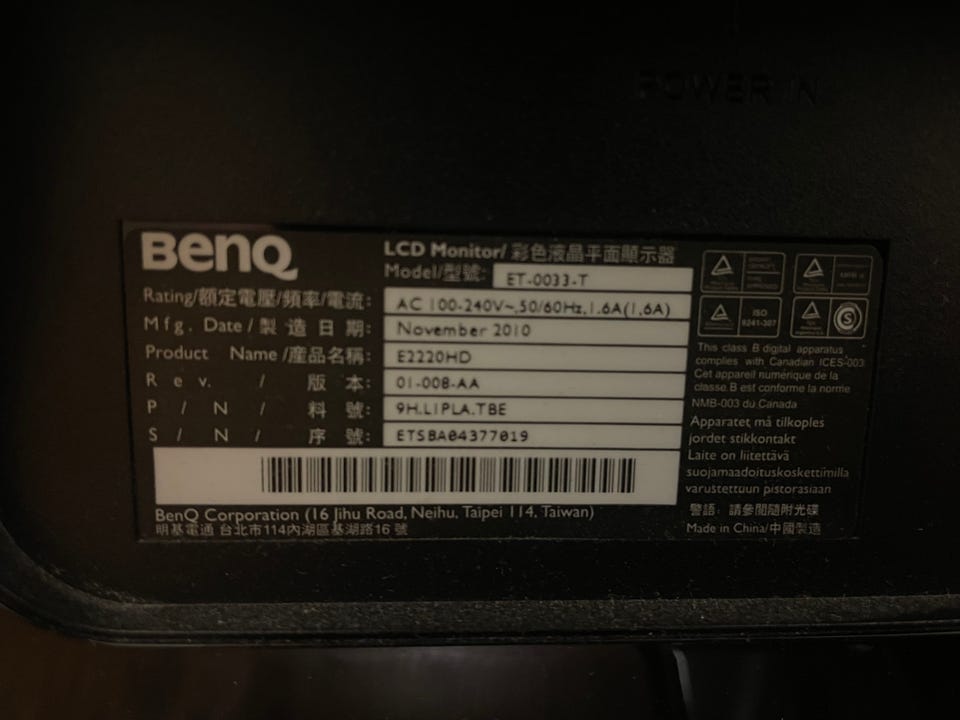 POWER IN
BenQ
LCD Monitor/ 彩色液晶平面顯示器
Model/型號: ET-0033-T
Rating/額定電壓/頻率/電流: AC 100-240V~,50/60Hz,1.6A(1.6A)
Mfg. Date/製造日期: November 2010
Product Name/產品名稱: E2220HD
Rev. / 版本: 01-008-AA
P/N/ 料號: 9H.L1PLA.TBE
S/N/ 序號: ETSBA04377019
BenQ Corporation (16 Jihu Road, Neihu, Taipei 114, Taiwan)
明基電通 台北市114內湖區基湖路16號
ISO
9241-307
This class B digital apparatus
complies with Canadian ICES-003
Cet appareil numérique de la
classe B est conforme la norme
NMB-003 du Canada
Apparatet må tilkoples
jordet stikkontakt
Laite on liitettävä
suojamaadoituskoskettimilla
varustettuun pistorasiaan
警語: 請參閱隨附光碟
Made in China/中國製造